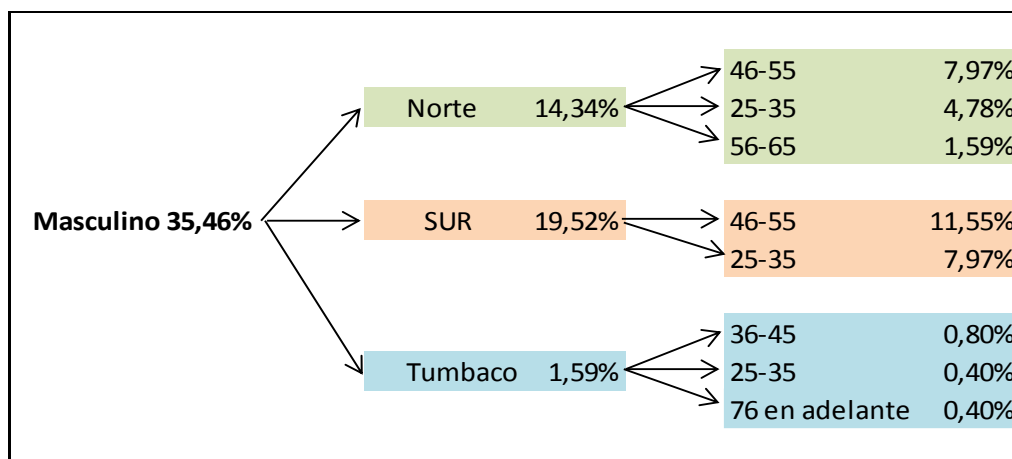 46-55 7,97%
Norte 14,34% 25-35 4,78%
56-65 1,59%
Masculino 35,46% SUR 19,52% 46-55 11,55%
25-35 7,97%
36-45 0,80%
Tumbaco 1,59% 25-35 0,40%
76 en adelante 0,40%